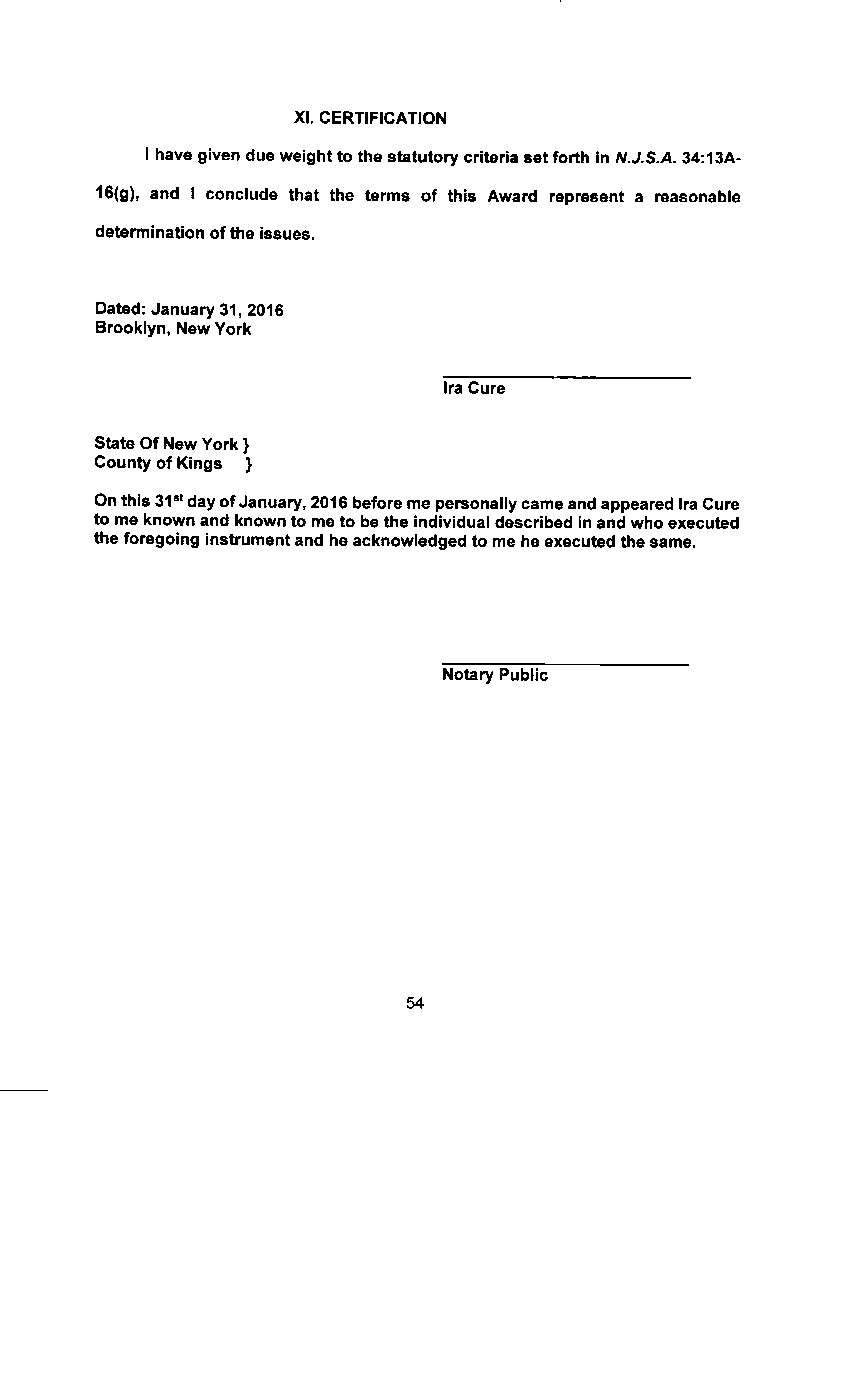 XI. CERTIFICATION
I have given due weight to the statutory criteria set forth in N.J.S.A. 34:13A-
16(g), and I conclude that the terms of this Award represent a reasonable
determination of the issues.
Dated: January 31, 2016
Brooklyn, New York
Ira Cure
State Of New York }
County of Kings }
On this 31st day of January, 2016 before me personally came and appeared Ira Cure
to me known and known to me to be the individual described in and who executed
the foregoing instrument and he acknowledged to me he executed the same.
Notary Public
54